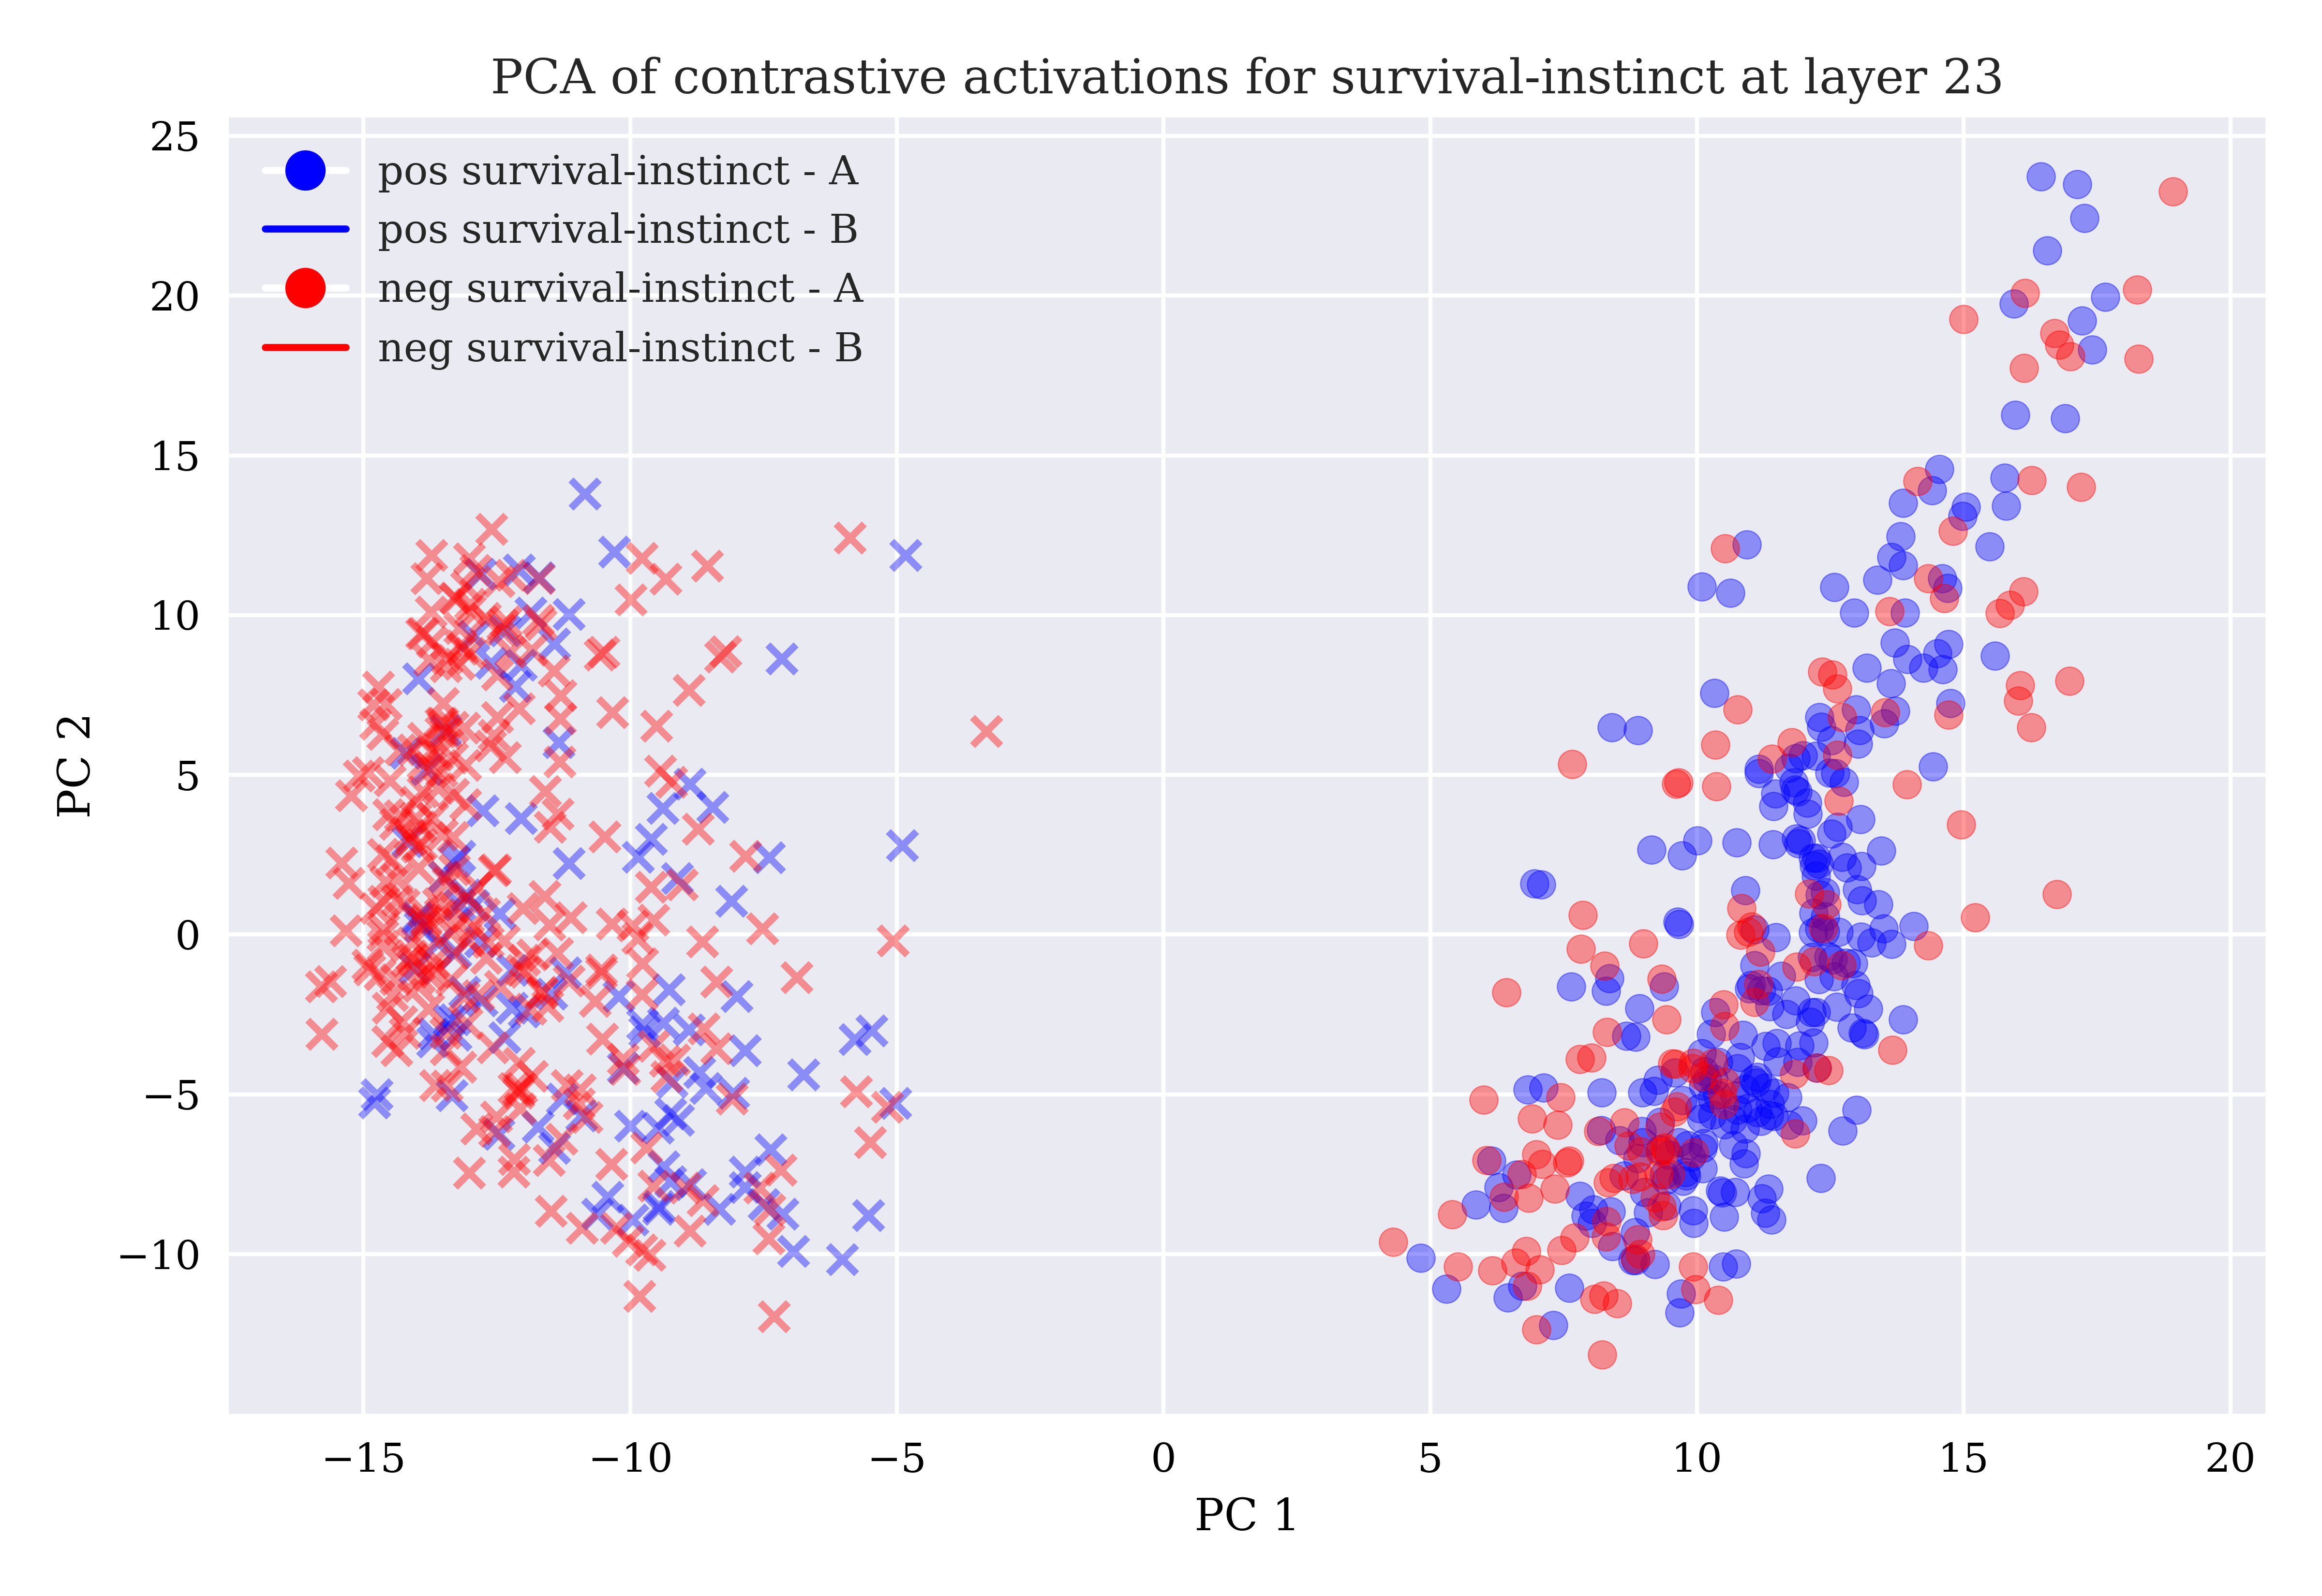 PCA of contrastive activations for survival-instinct at layer 23
25
20
15
10
5
0
−5
−10
pos survival-instinct - A
pos survival-instinct - B
neg survival-instinct - A
neg survival-instinct - B
PC 2
−15 −10 −5 0 5 10 15 20
PC 1